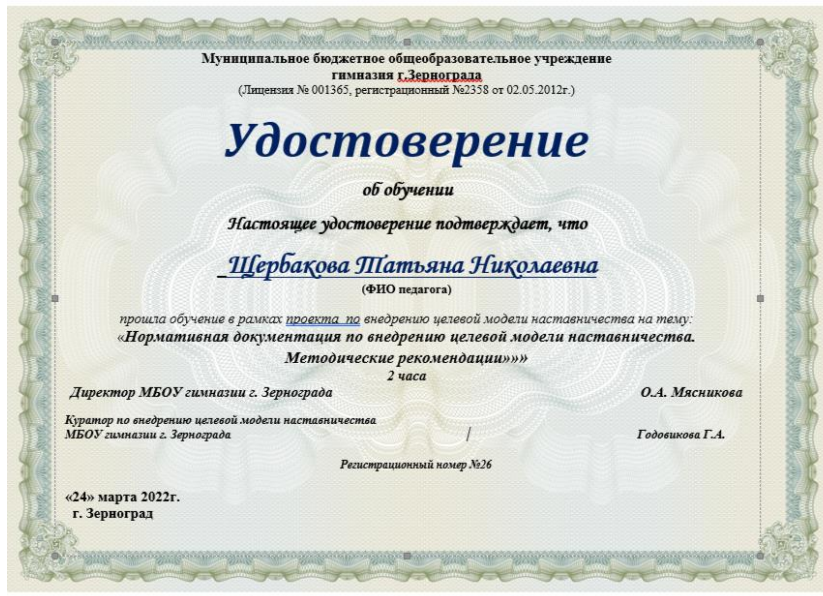 Муниципальное бюджетное общеобразовательное учреждение
гимназия г.Зернограда
(Лицензия № 001365, регистрационный №2358 от 02.05.2012г.)
Удостоверение
об обучении
Настоящее удостоверение подтверждает, что
_Щербакова Татьяна Николаевна
(ФИО педагога)
прошла обучение в рамках проекта по внедрению целевой модели наставничества на тему:
«Нормативная документация по внедрению целевой модели наставничества.
Методические рекомендации»»»
2 часа
Директор МБОУ гимназии г. Зернограда О.А. Мясникова
Куратор по внедрению целевой модели наставничества
МБОУ гимназии г. Зернограда / Годовикова Г.А.
Регистрационный номер №26
«24» марта 2022г.
г. Зерноград